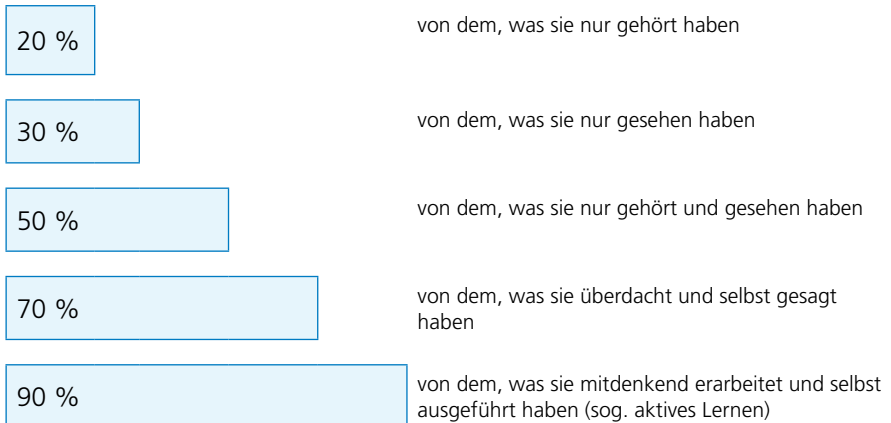 20 %
von dem, was sie nur gehört haben
30 %
von dem, was sie nur gesehen haben
50 %
von dem, was sie nur gehört und gesehen haben
70 %
von dem, was sie überdacht und selbst gesagt
haben
90 %
von dem, was sie mitdenkend erarbeitet und selbst
ausgeführt haben (sog. aktives Lernen)